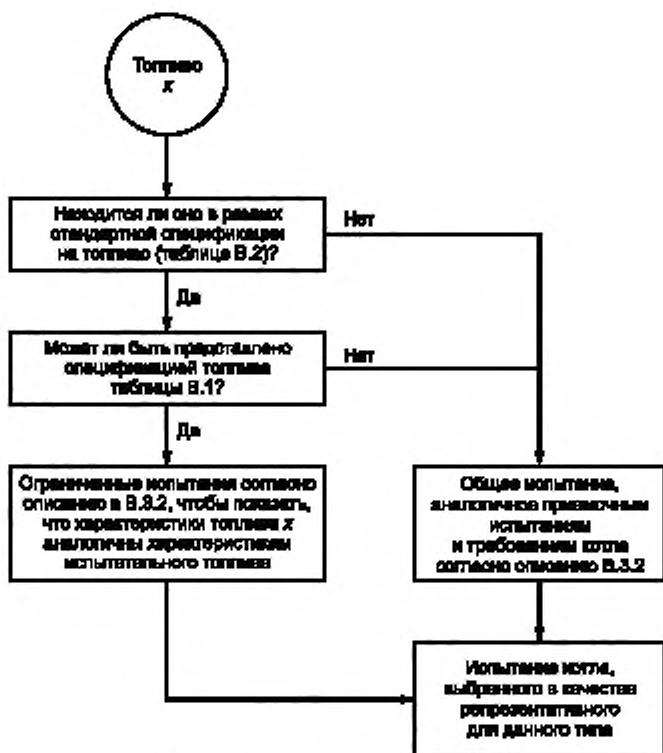 Топливо
x
Находится ли оно в рамках
стандартной спецификации
на топливо (таблица В.2)?
Нет
Да
Может ли быть представлено
спецификацией топлива
таблицы В.1?
Нет
Да
Ограниченные испытания согласно
описанию в В.3.2, чтобы показать,
что характеристики топлива x
аналогичны характеристикам
испытательного топлива
Общее испытание,
аналогичное приемочным
испытаниям
и требованиям котла
согласно описанию В.3.2
Испытание котла,
выбранного в качестве
репрезентативного
для данного типа